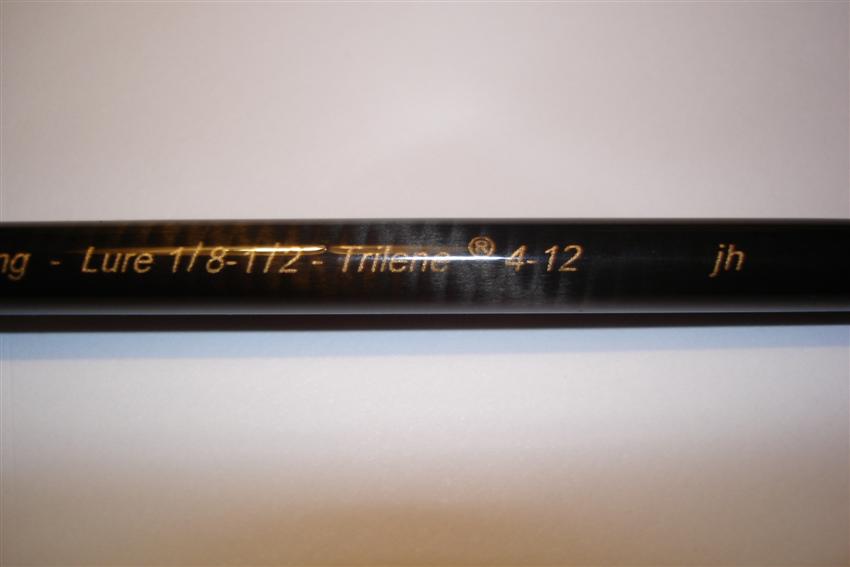 ng - Lure 1/8-1/2 - Trilene ® 4-12 jh